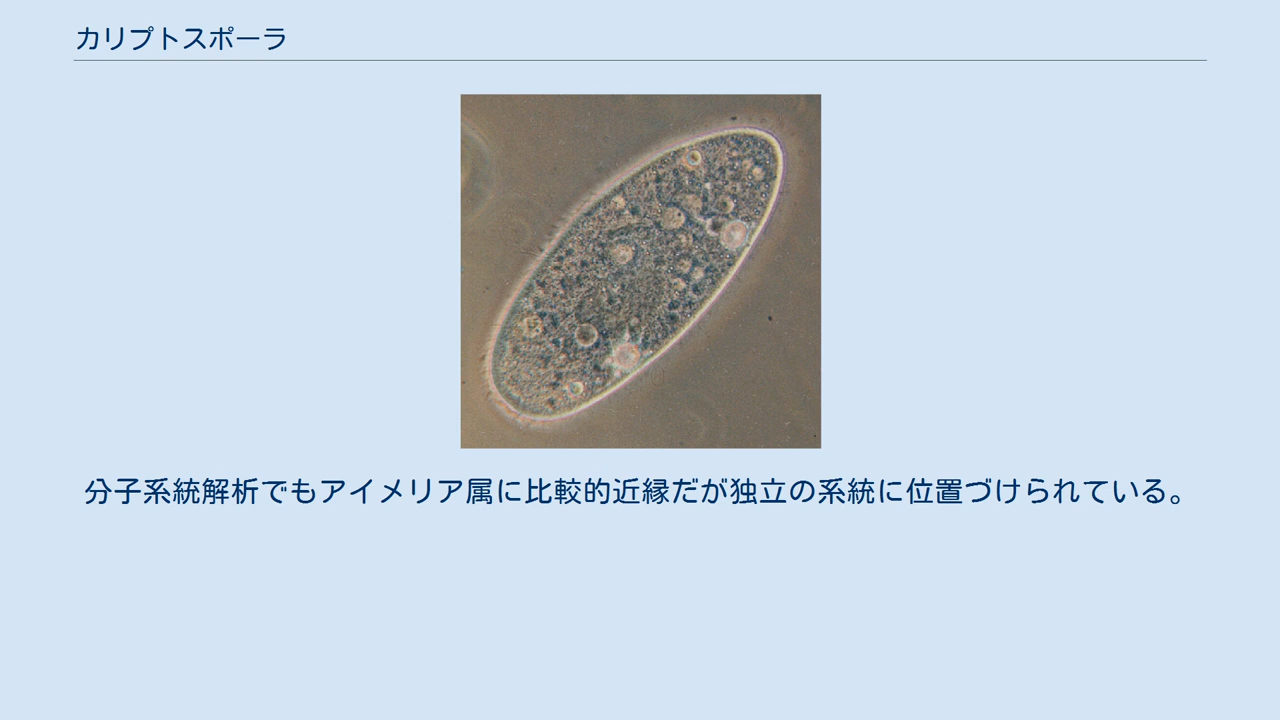 カリプトスポーラ
分子系統解析でもアイメリア属に比較的近縁だが独立の系統に位置づけられている。